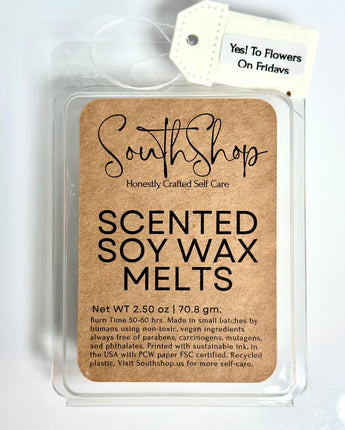 Yes! To Flowers
On Fridays
SouthShop
Honestly Crafted Self Care
SCENTED
SOY WAX
MELTS
Net WT 2.50 oz | 70.8 gm.
Burn Time 50-60 hrs. Made in small batches by
humans using non-toxic, vegan ingredients
always free of parabens, carcinogens, mutagens,
and phthalates. Printed with sustainable ink, in
the USA with PCW paper FSC certified. Recycled
plastic. Visit Southshop.us for more self-care.